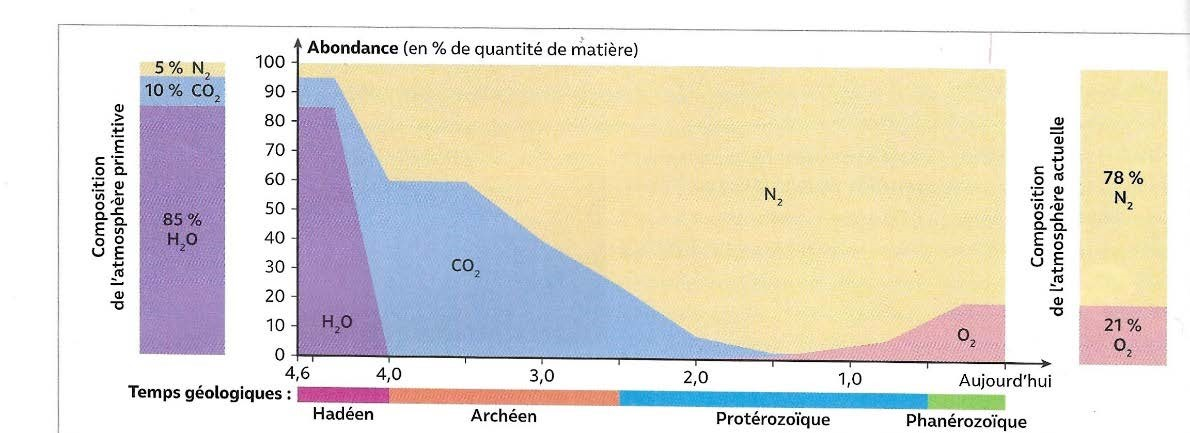 Abondance (en % de quantité de matière)
5 % N₂
10 % CO₂
85 %
H₂O
Composition
de l'atmosphère primitive
100
90
80
70
60
50
40
30
20
10
0
H₂O
CO₂
N₂
O₂
4,6
4,0
3,0
2,0
1,0
Aujourd'hui
Composition
de l'atmosphère actuelle
78 %
N₂
21 %
O₂
Temps géologiques :
Hadéen
Archéen
Protérozoïque
Phanérozoïque